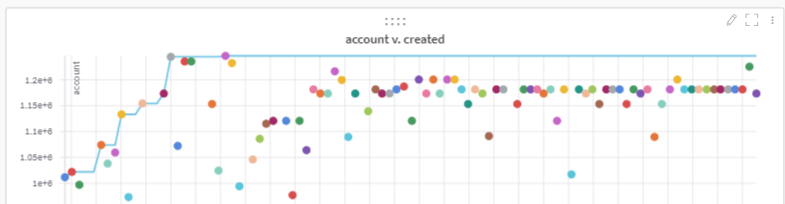 account v. created
account
1.2e+6
1.15e+6
1.1e+6
1.05e+6
1e+6